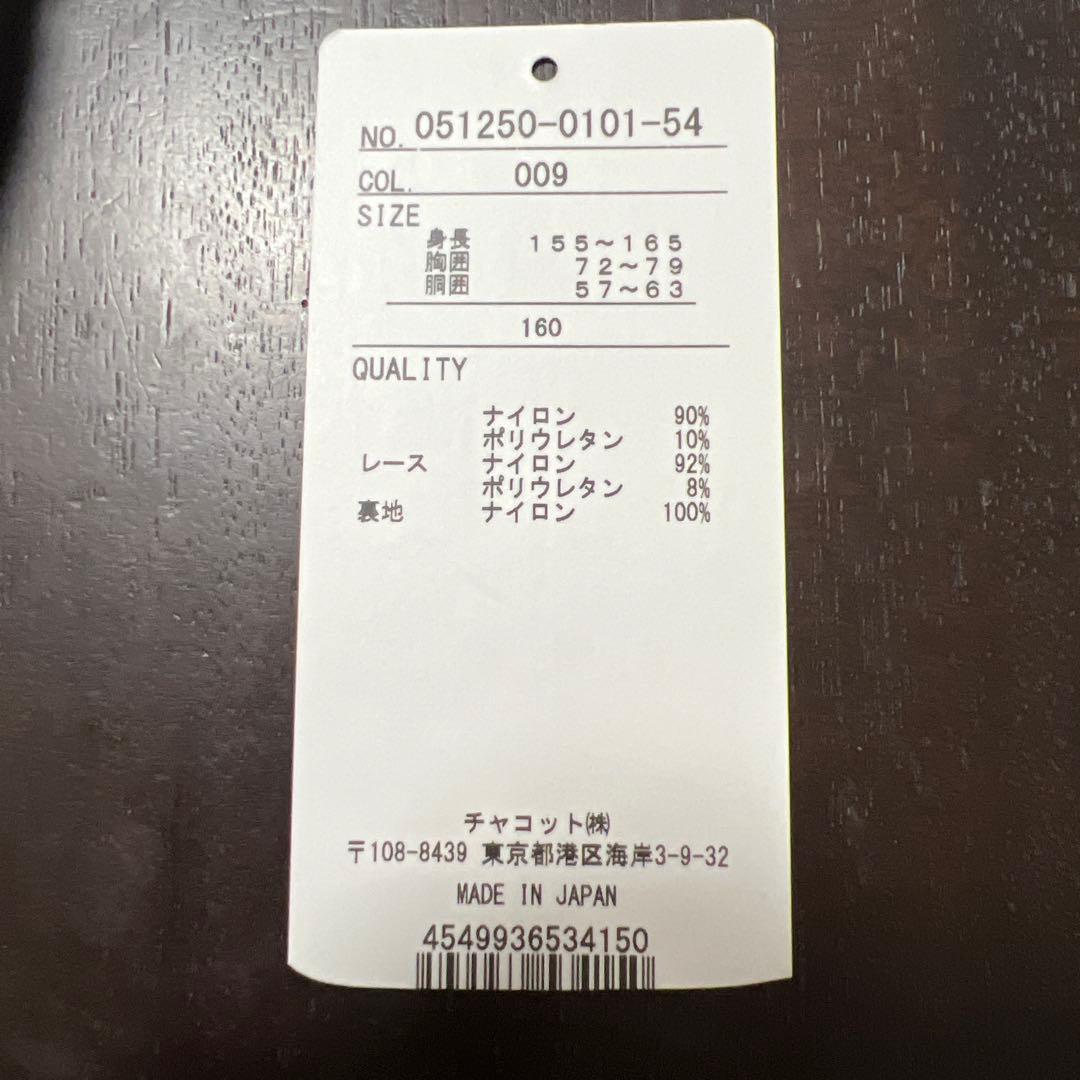 NO. 051250-0101-54
COL. 009
SIZE
身長 155～165
胸囲 72～79
胴囲 57～63
160
QUALITY
ナイロン 90%
ポリウレタン 10%
レース ナイロン 92%
ポリウレタン 8%
裏地 ナイロン 100%
チャコット㈱
〒108-8439 東京都港区海岸3-9-32
MADE IN JAPAN
4549936534150